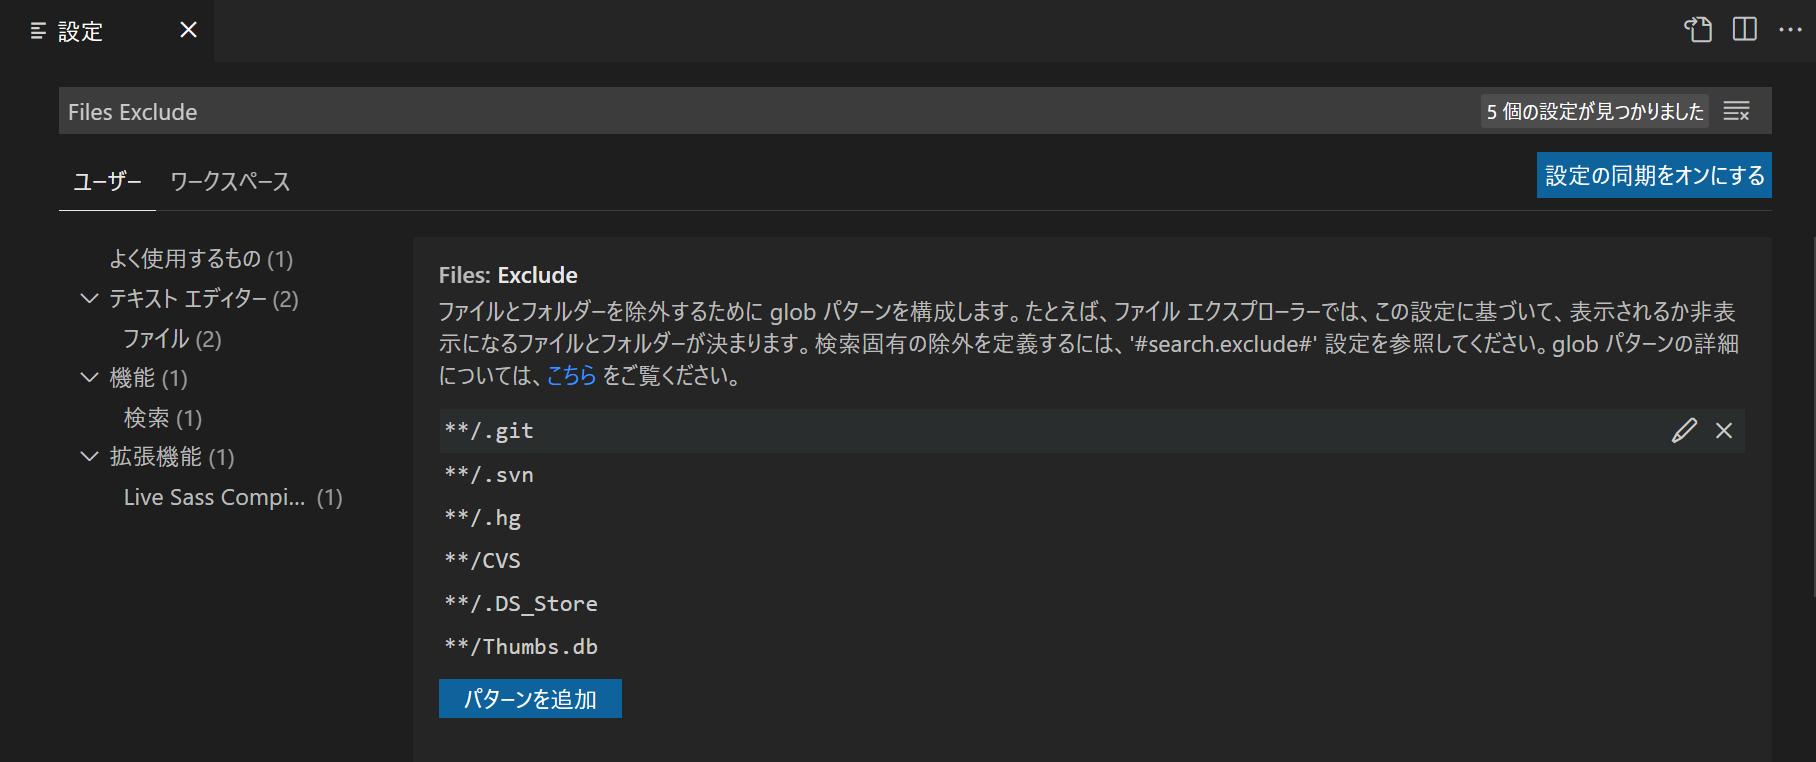 設定
Files Exclude
5 個の設定が見つかりました
ユーザー
ワークスペース
設定の同期をオンにする
よく使用するもの (1)
テキスト エディター (2)
ファイル (2)
機能 (1)
検索 (1)
拡張機能 (1)
Live Sass Compi... (1)
Files: Exclude
ファイルとフォルダーを除外するために glob パターンを構成します。たとえば、ファイル エクスプローラーでは、この設定に基づいて、表示されるか非表
示になるファイルとフォルダーが決まります。検索固有の除外を定義するには、'#search.exclude#' 設定を参照してください。glob パターンの詳細
については、こちら をご覧ください。
**/.git
**/.svn
**/.hg
**/CVS
**/.DS_Store
**/Thumbs.db
パターンを追加